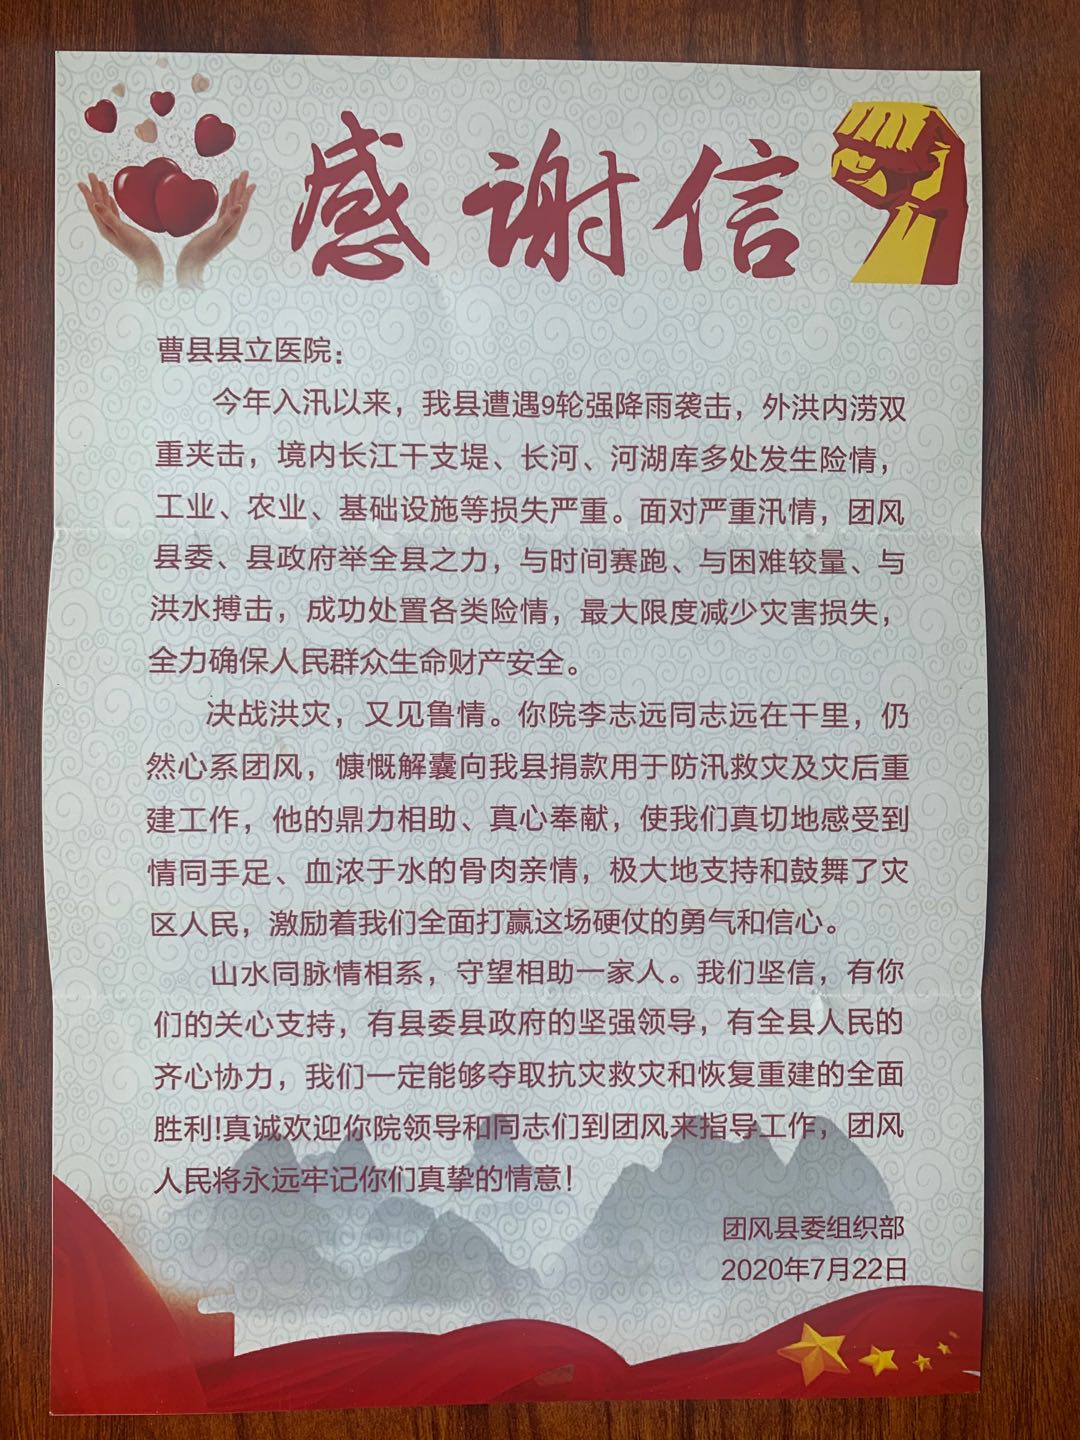 感谢信
曹县县立医院：
今年入汛以来，我县遭遇9轮强降雨袭击，外洪内涝双
重夹击，境内长江干支堤、长河、河湖库多处发生险情，
工业、农业、基础设施等损失严重。面对严重汛情，团风
县委、县政府举全县之力，与时间赛跑、与困难较量、与
洪水搏击，成功处置各类险情，最大限度减少灾害损失，
全力确保人民群众生命财产安全。
决战洪灾，又见鲁情。你院李志远同志远在千里，仍
然心系团风，慷慨解囊向我县捐款用于防汛救灾及灾后重
建工作，他的鼎力相助、真心奉献，使我们真切地感受到
情同手足、血浓于水的骨肉亲情，极大地支持和鼓舞了灾
区人民，激励着我们全面打赢这场硬仗的勇气和信心。
山水同脉情相系，守望相助一家人。我们坚信，有你
们的关心支持，有县委县政府的坚强领导，有全县人民的
齐心协力，我们一定能够夺取抗灾救灾和恢复重建的全面
胜利!真诚欢迎你院领导和同志们到团风来指导工作，团风
人民将永远牢记你们真挚的情意！
团风县委组织部
2020年7月22日